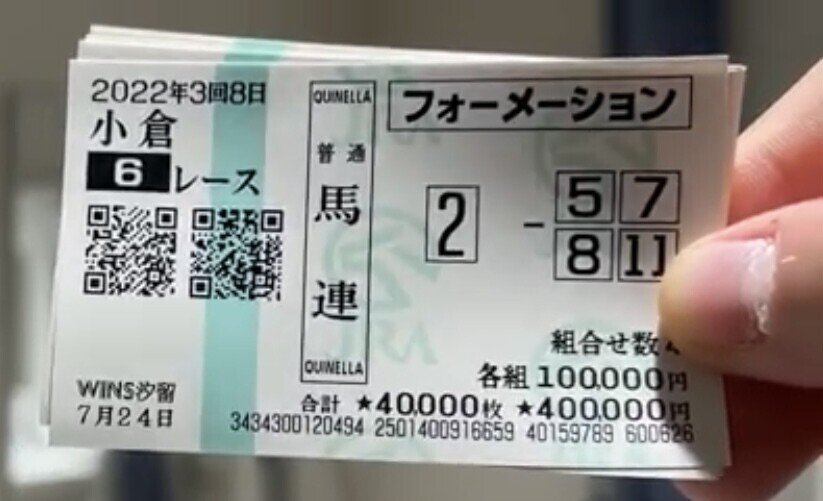 2022年3回8日
小倉
6レース
WINS汐留
7月24日
QUINELLA
普通
馬連
QUINELLA
フォーメーション
2 - 5 7
8 11
組合せ数
各組100,000円
合計 ★40,000枚 ★400,000円
3434300120494 2501400916659 40159789 600626